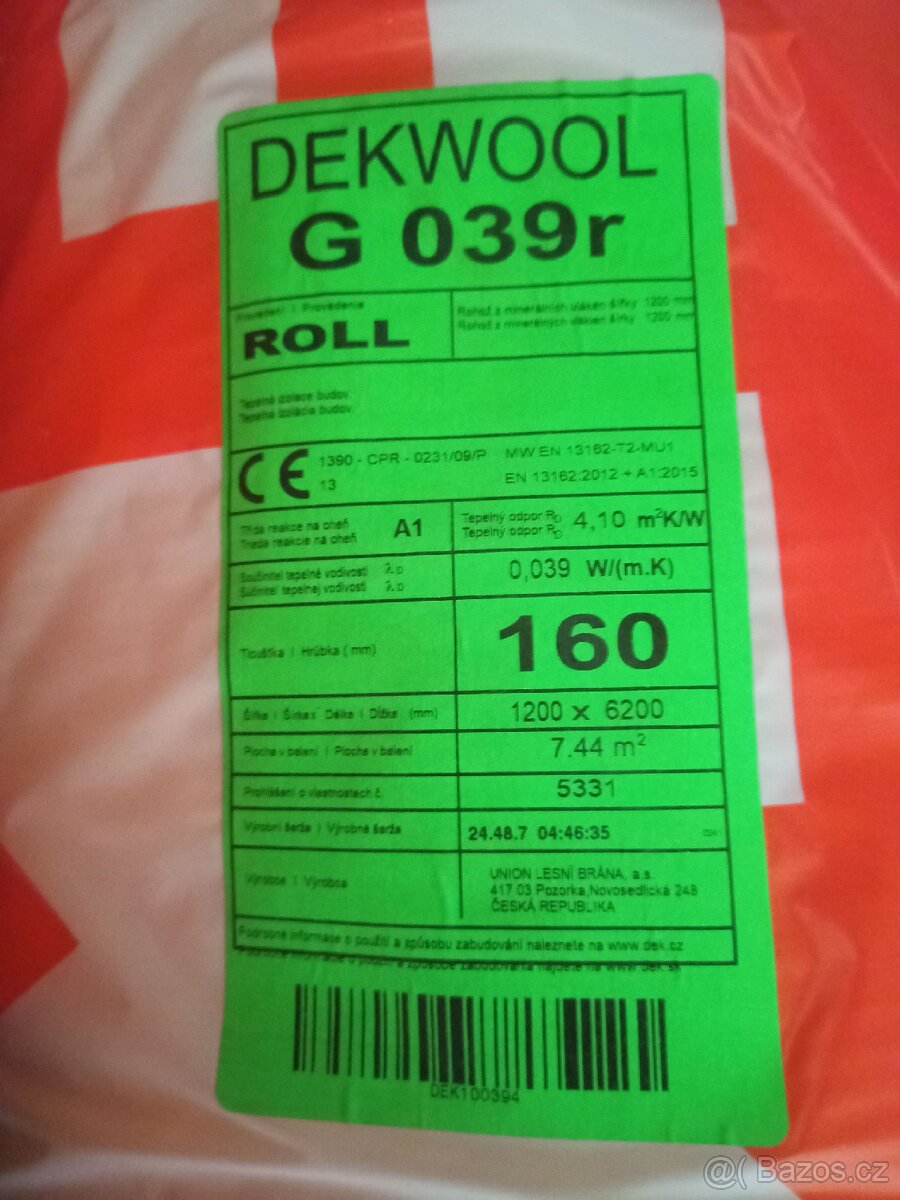 DEKWOOL
G 039r
Provedení | Prevedenie
ROLL
Rohož z minerálních vláken šířky 1200 mm
Rohož z minerálnych vlákien šírky 1200 mm
Tepelné izolace budov.
Tepelné izolácie budov.
CE 1390 - CPR - 0231/09/P
13
MW EN 13162-T2-MU1
EN 13162:2012 + A1:2015
Třída reakce na oheň
Trieda reakcie na oheň
A1
Tepelný odpor RD
Tepelný odpor RD
4,10 m²K/W
Součinitel tepelné vodivosti λD
Súčiniteľ tepelnej vodivosti λD
0,039 W/(m.K)
Tloušťka | Hrúbka (mm)
160
Šířka | Šírka x Délka | Dĺžka (mm)
1200 x 6200
Plocha v balení | Plocha v balení
7.44 m²
Prohlášení o vlastnostech č.
5331
Výrobní šarže | Výrobná šarža
24.48.7 04:46:35
0241
Výrobce | Výrobca
UNION LESNÍ BRÁNA, a.s.
417 03 Pozorka,Novosedlická 248
ČESKÁ REPUBLIKA
Podrobné informace o použití a způsobu zabudování naleznete na www.dek.cz
Podrobné informácie o použití a spôsobe zabudovania nájdete na www.dek.sk
DEK100394
@( Bazos.cz